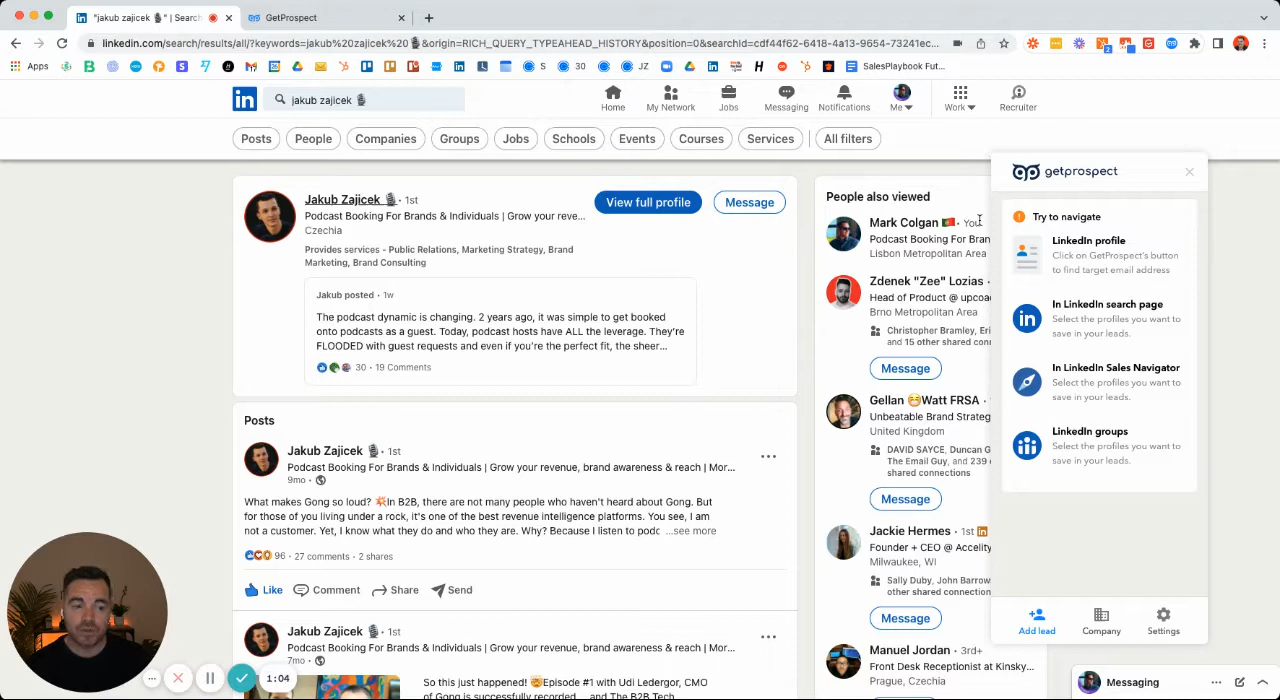 "jakub zajicek 🎙️" | Searc
GetProspect
linkedin.com/search/results/all/?keywords=jakub%20zajicek%20🎙️&origin=RICH_QUERY_TYPEAHEAD_HISTORY&position=0&searchId=cdf44f62-6418-4a13-9654-73241ec...
Apps
S
30
JZ
SalesPlaybook Fut...
jakub zajicek 🎙️
Home
My Network
Jobs
Messaging
Notifications
Me
Work
Recruiter
Posts
People
Companies
Groups
Jobs
Schools
Events
Courses
Services
All filters
Jakub Zajicek 🎙️ • 1st
Podcast Booking For Brands & Individuals | Grow your reve...
Czechia
Provides services - Public Relations, Marketing Strategy, Brand
Marketing, Brand Consulting
View full profile
Message
Jakub posted • 1w
The podcast dynamic is changing. 2 years ago, it was simple to get booked
onto podcasts as a guest. Today, podcast hosts have ALL the leverage. They're
FLOODED with guest requests and even if you're the perfect fit, the sheer...
30 • 19 Comments
Posts
Jakub Zajicek 🎙️ • 1st
Podcast Booking For Brands & Individuals | Grow your revenue, brand awareness & reach | Mor...
9mo •
What makes Gong so loud? 💥In B2B, there are not many people who haven't heard about Gong. But
for those of you living under a rock, it's one of the best revenue intelligence platforms. You see, I am
not a customer. Yet, I know what they do and who they are. Why? Because I listen to podc ...see more
96 • 27 comments • 2 shares
Like
Comment
Share
Send
Jakub Zajicek 🎙️ • 1st
Podcast Booking For Brands & Individuals | Grow your revenue, brand awareness & reach | Mor...
7mo •
So this just happened! 🤯Episode #1 with Udi Ledergor, CMO
of Gong is successfully recorded... and The B2B Tech
1:04
People also viewed
Mark Colgan 🇵🇹 • You
Podcast Booking For Bran
Lisbon Metropolitan Area
Zdenek "Zee" Lozias •
Head of Product @ upcoa
Brno Metropolitan Area
Christopher Bramley, Eri
and 15 other shared conn
Message
Gellan 😁Watt FRSA •
Unbeatable Brand Strateg
United Kingdom
DAVID SAYCE, Duncan G
The Email Guy, and 239 o
shared connections
Message
Jackie Hermes • 1st
Founder + CEO @ Accelity
Milwaukee, WI
Sally Duby, John Barrow
other shared connections
Message
Manuel Jordan • 3rd+
Front Desk Receptionist at Kinsky...
Prague, Czechia
getprospect
Try to navigate
LinkedIn profile
Click on GetProspect's button
to find target email address
In LinkedIn search page
Select the profiles you want to
save in your leads.
In LinkedIn Sales Navigator
Select the profiles you want to
save in your leads.
LinkedIn groups
Select the profiles you want to
save in your leads.
Add lead
Company
Settings
Messaging